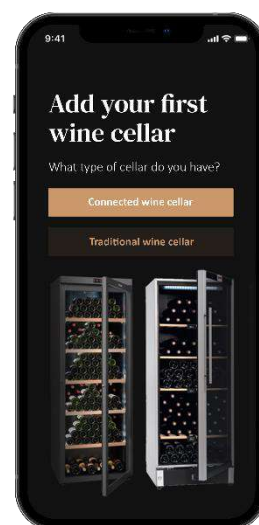 9:41
Add your first
wine cellar
What type of cellar do you have?
Connected wine cellar
Traditional wine cellar